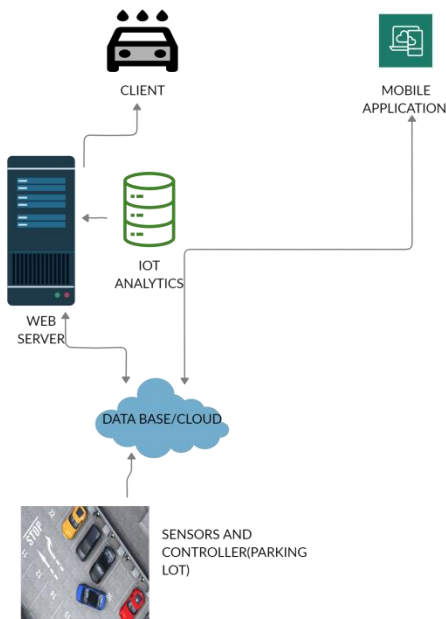 CLIENT
MOBILE
APPLICATION
IOT
ANALYTICS
WEB
SERVER
DATA BASE/CLOUD
STOP
SENSORS AND
CONTROLLER(PARKING
LOT)